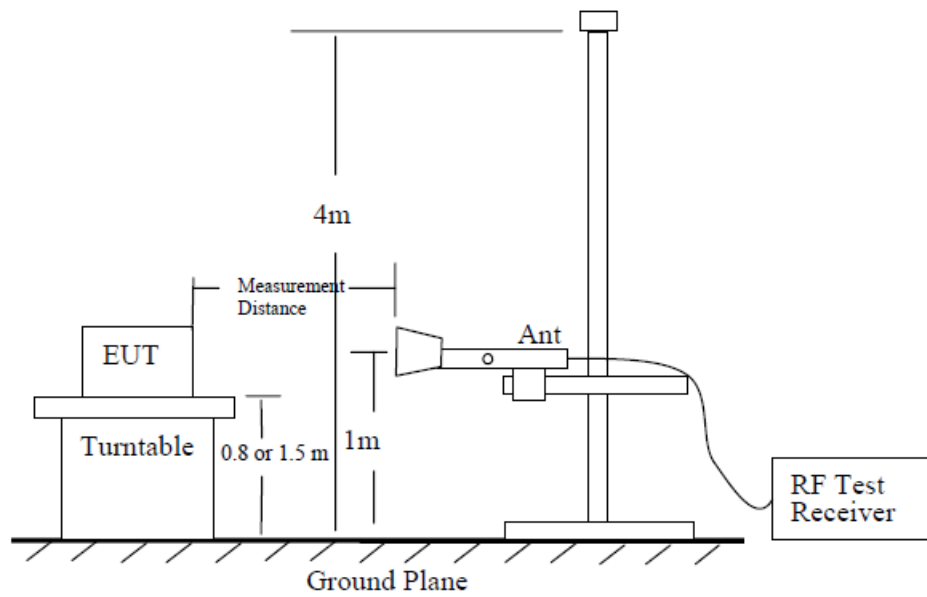 4m
Measurement
Distance
Ant
EUT
Turntable
0.8 or 1.5 m
1m
RF Test
Receiver
Ground Plane